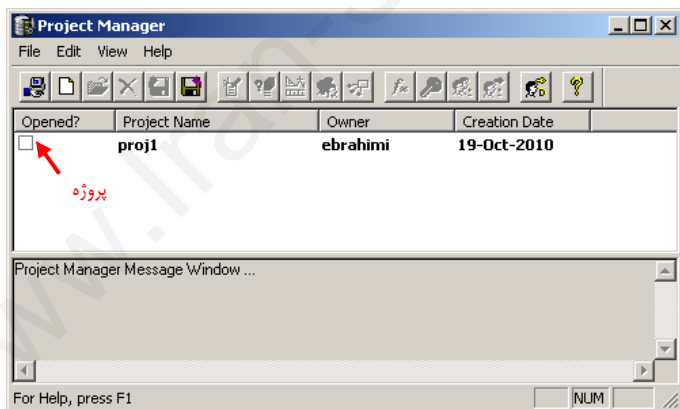 Project Manager
File Edit View Help
Opened? Project Name Owner Creation Date
proj1 ebrahimi 19-Oct-2010
پروژه
Project Manager Message Window ...
For Help, press F1 NUM